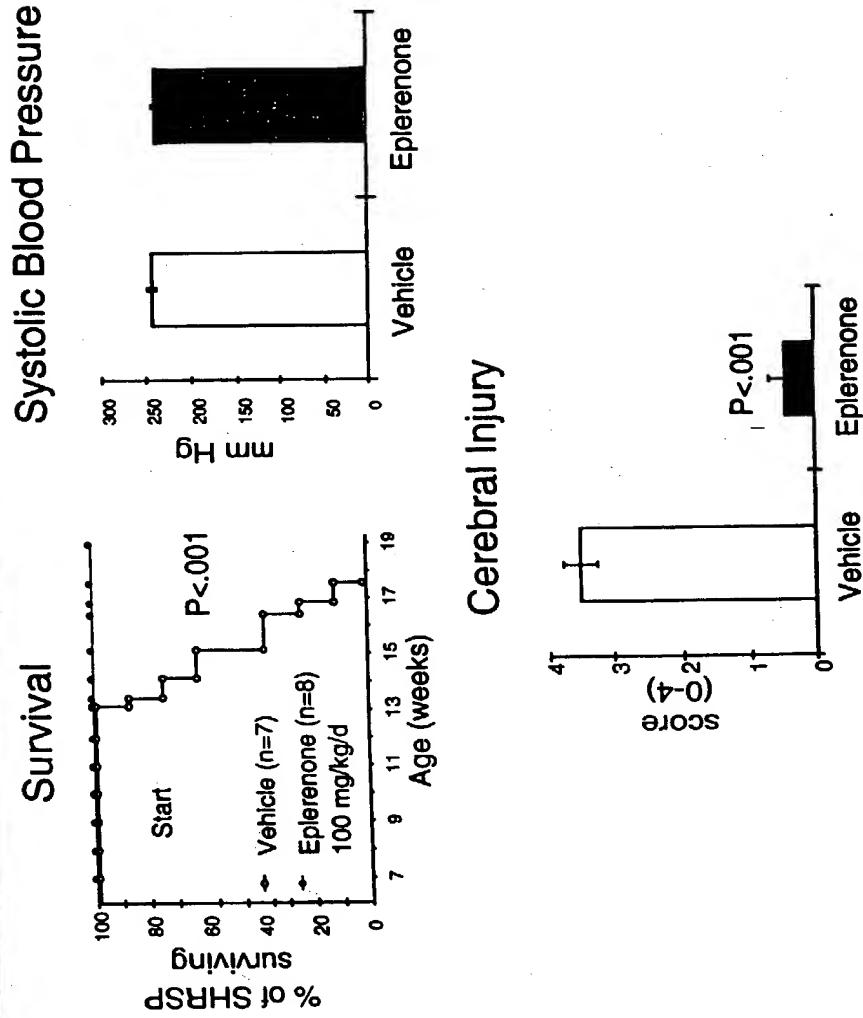 Survival
% of SHRSP
surviving
100
80
60
40
20
0
P<.001
Start
Vehicle (n=7)
Eplerenone (n=8)
100 mg/kg/d
7
9
11
13
15
17
19
Age (weeks)
Systolic Blood Pressure
mm Hg
300
250
200
150
100
50
0
Vehicle
Eplerenone
Cerebral Injury
score
(0-4)
4
3
2
1
0
P<.001
Vehicle
Eplerenone